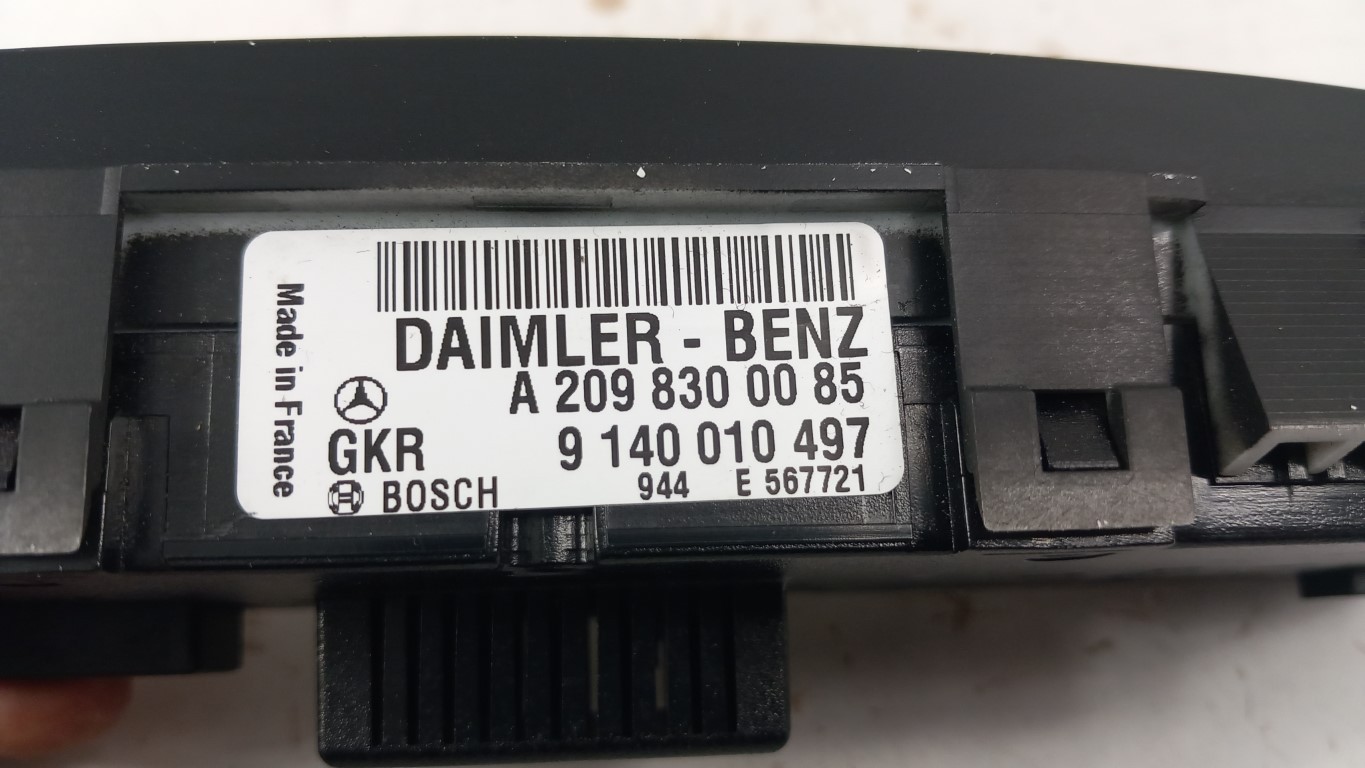 Made in France
DAIMLER - BENZ
A 209 830 00 85
GKR 9 140 010 497
BOSCH 944 E 567721